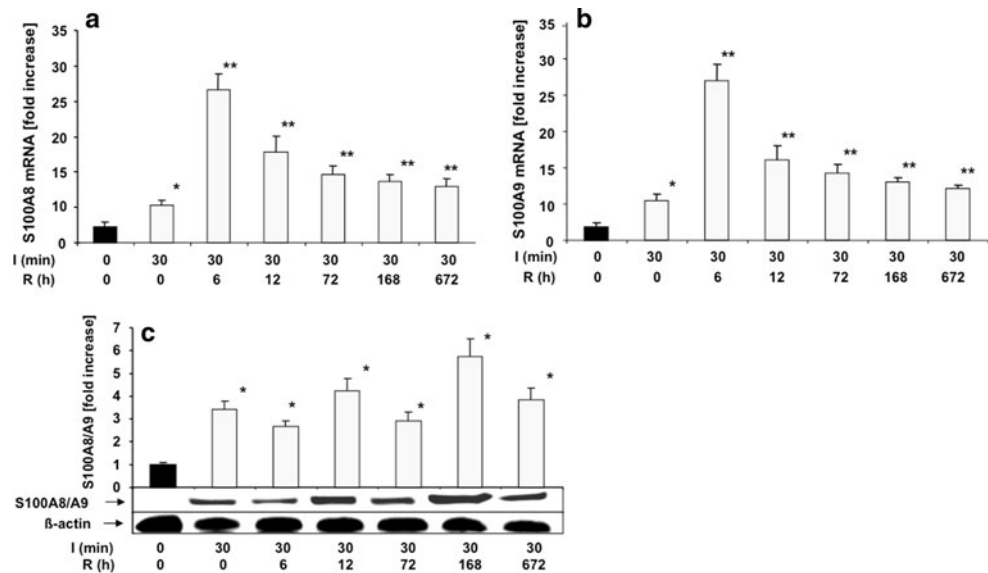 a
S100A8 mRNA [fold increase]
35
30
25
20
15
10
0
*
**
**
**
**
**
I (min) 0 30 30 30 30 30 30
R (h) 0 0 6 12 72 168 672
b
S100A9 mRNA [fold increase]
35
30
25
20
15
10
0
*
**
**
**
**
**
I (min) 0 30 30 30 30 30 30
R (h) 0 0 6 12 72 168 672
c
S100A8/A9 [fold increase]
7
6
5
4
3
2
1
0
*
*
*
*
*
*
S100A8/A9
ß-actin
I (min) 0 30 30 30 30 30 30
R (h) 0 0 6 12 72 168 672